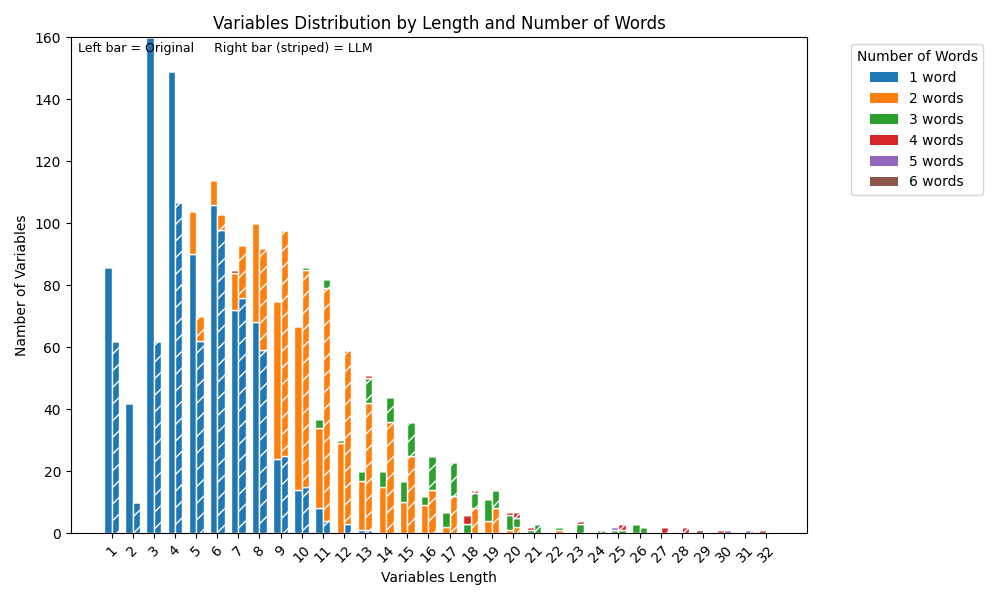 Variables Distribution by Length and Number of Words
Left bar = Original     Right bar (striped) = LLM
Number of Words
1 word
2 words
3 words
4 words
5 words
6 words
Namber of Variables
160
140
120
100
80
60
40
20
0
1 2 3 4 5 6 7 8 9 10 11 12 13 14 15 16 17 18 19 20 21 22 23 24 25 26 27 28 29 30 31 32
Variables Length